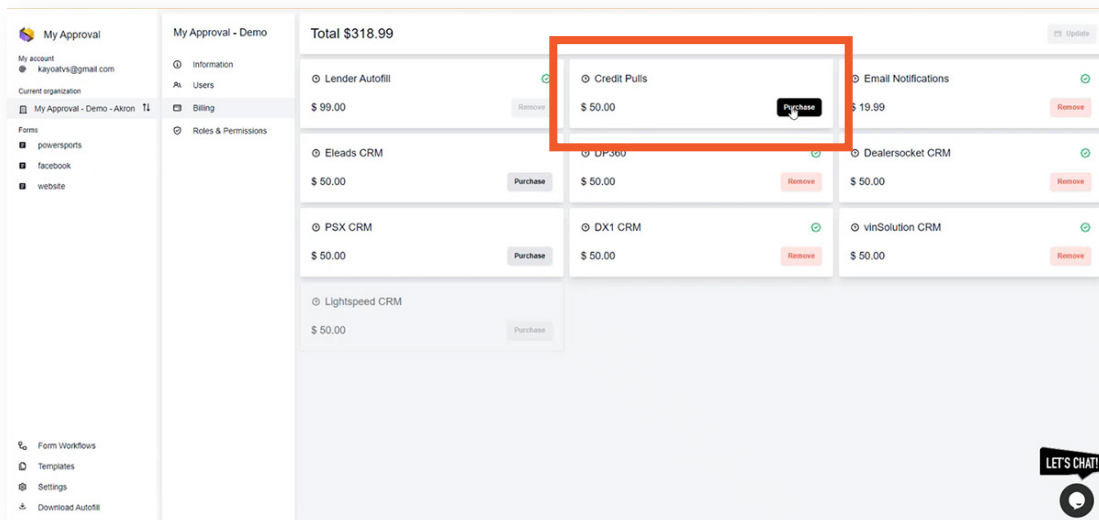 My Approval
My account
kayoatvs@gmail.com
Current organization
My Approval - Demo - Akron
Forms
powersports
facebook
website
Form Workflows
Templates
Settings
Download Autofill
My Approval - Demo
Information
Users
Billing
Roles & Permissions
Total $318.99
Update
Lender Autofill
$ 99.00
Remove
Credit Pulls
$ 50.00
Purchase
Email Notifications
$ 19.99
Remove
Eleads CRM
$ 50.00
Purchase
DP360
$ 50.00
Remove
Dealersocket CRM
$ 50.00
Remove
PSX CRM
$ 50.00
Purchase
DX1 CRM
$ 50.00
Remove
vinSolution CRM
$ 50.00
Remove
Lightspeed CRM
$ 50.00
Purchase
LET'S CHAT!